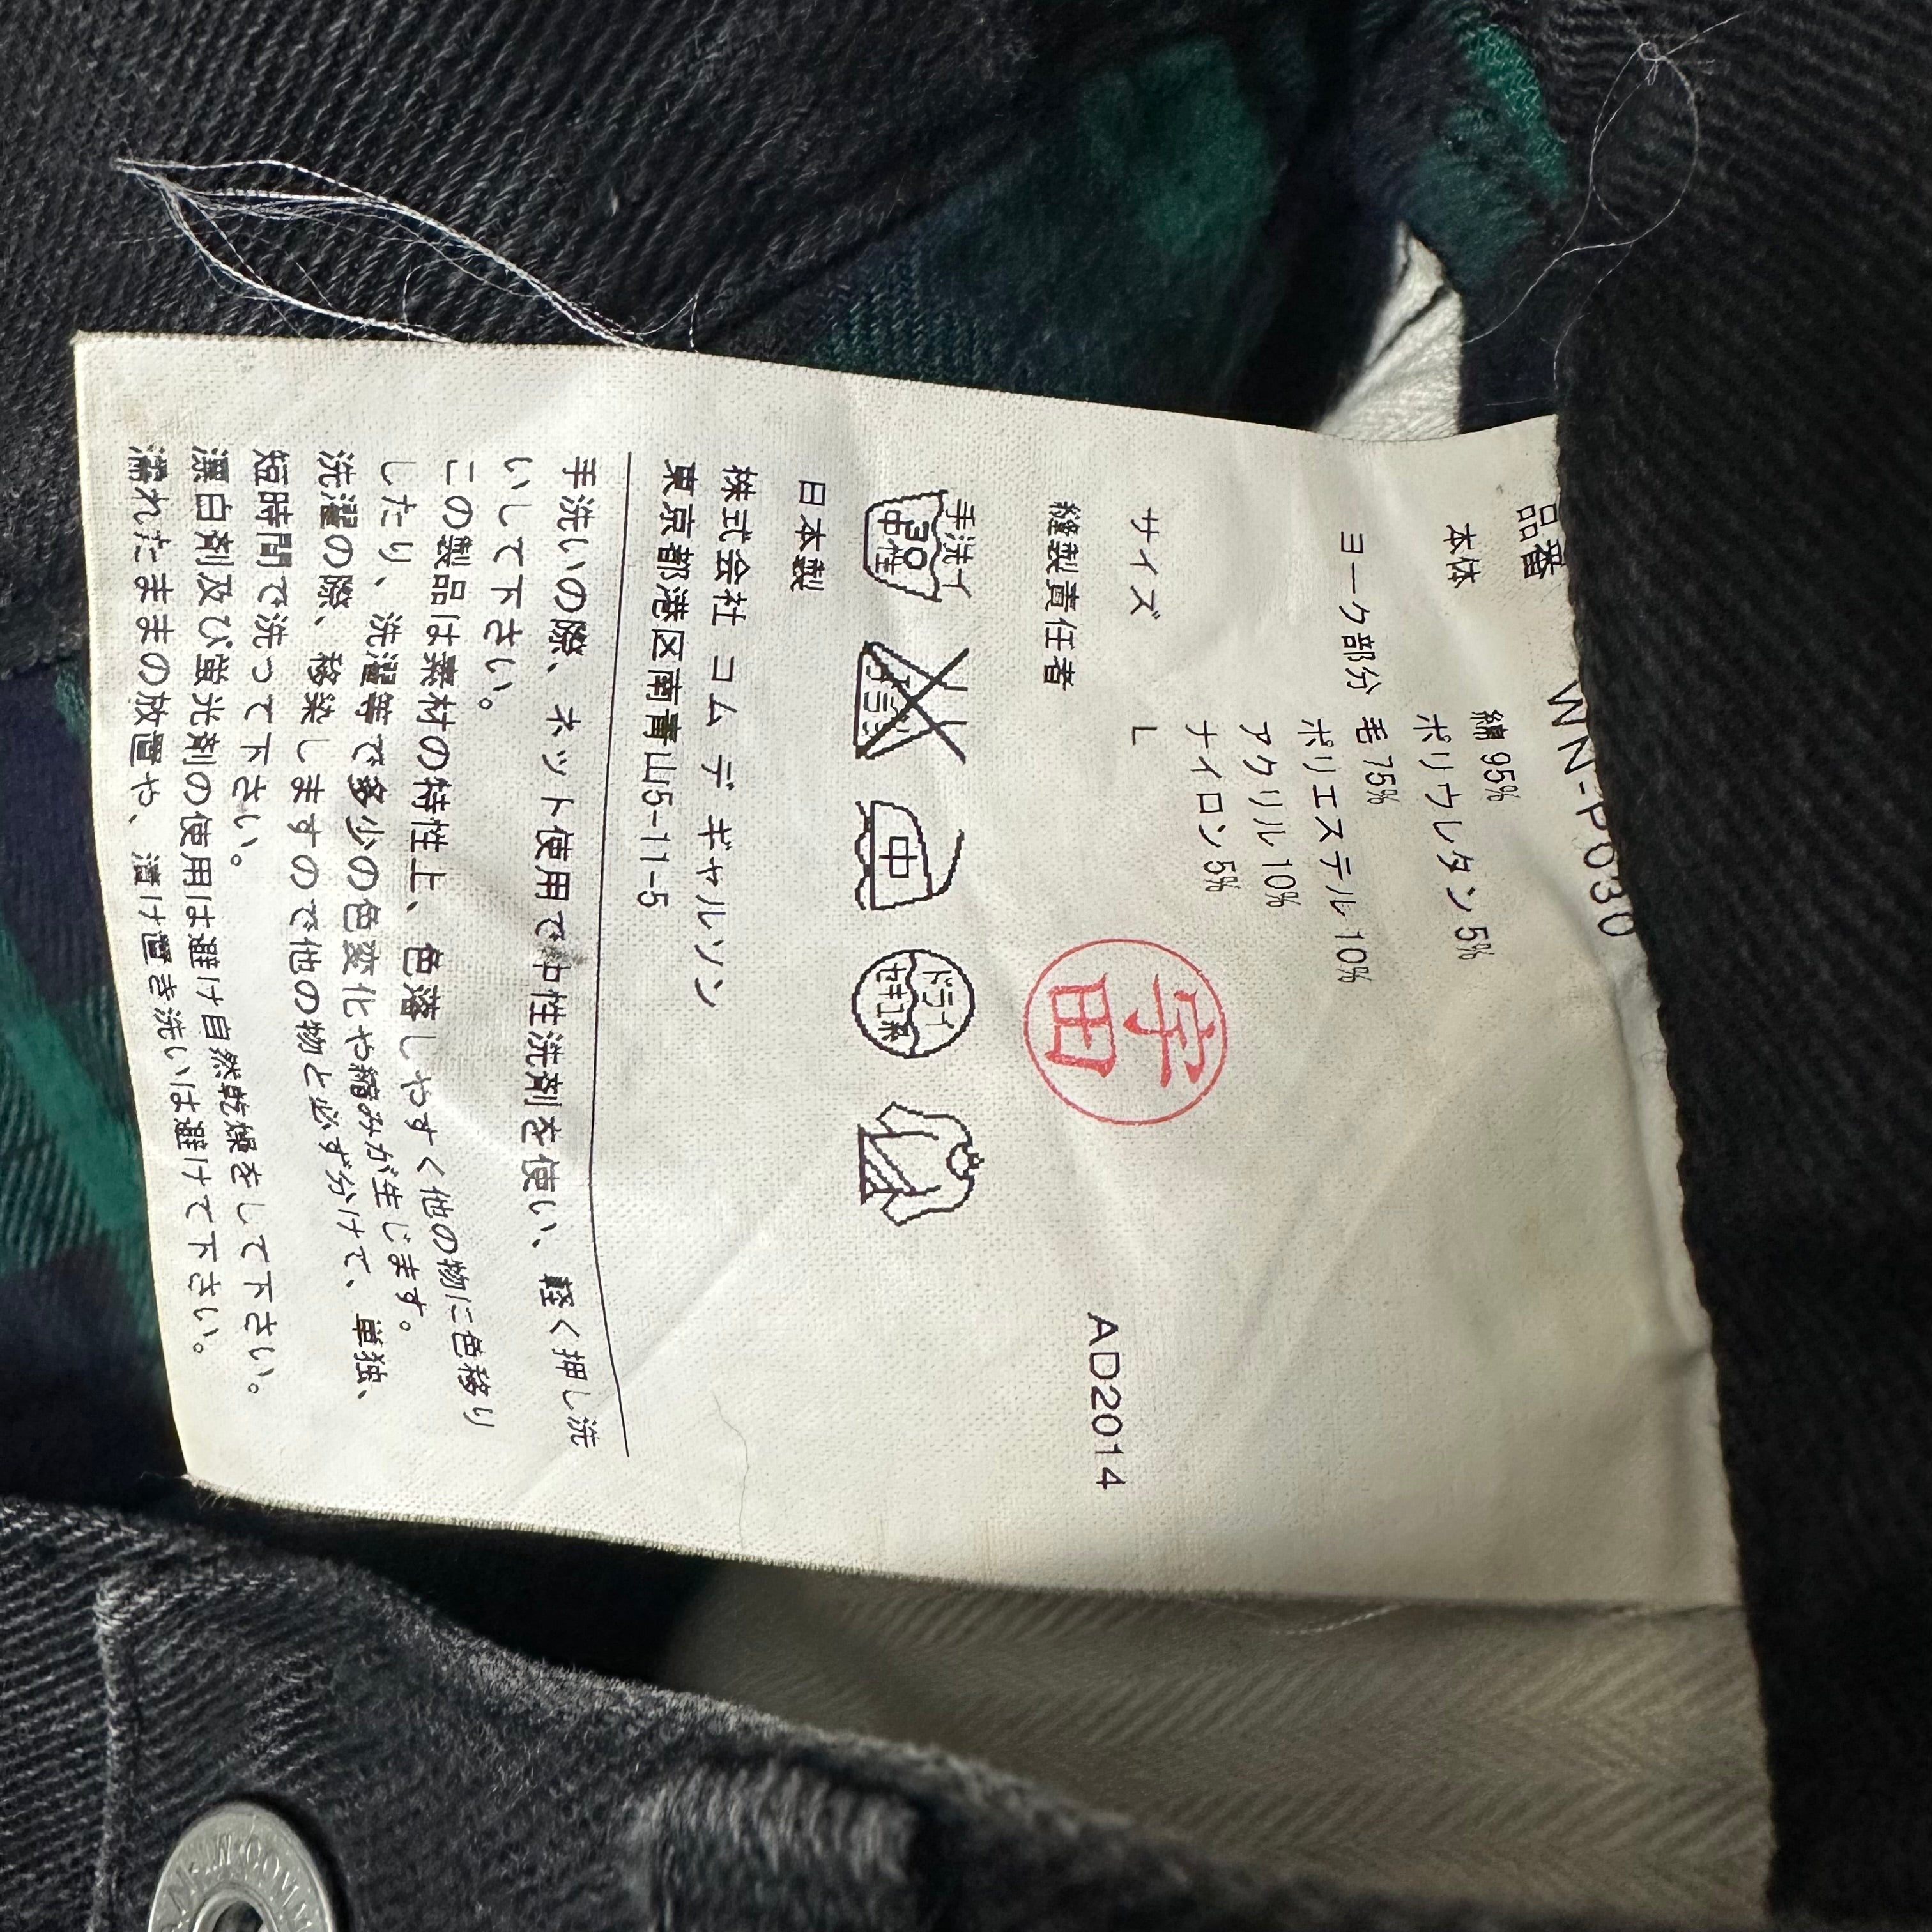 品番 WN-P030
本体 綿 95%
ポリウレタン 5%
ヨーク部分 毛 75%
ポリエステル 10%
アクリル 10%
ナイロン 5%
サイズ L
縫製責任者 宇田
AD2014
手洗イ
30
中性
エンソサラシ
中
ドライ
セキユ系
日本製
株式会社 コム デ ギャルソン
東京都港区南青山5-11-5
手洗いの際、ネット使用で中性洗剤を使い、軽く押し洗
いして下さい。
この製品は素材の特性上、色落しやすく他の物に色移り
したり、洗濯等で多少の色変化や縮みが生じます。
洗濯の際、移染しますので他の物と必ず分けて、単独、
短時間で洗って下さい。
漂白剤及び蛍光剤の使用は避け自然乾燥をして下さい。
濡れたままの放置や、漬け置き洗いは避けて下さい。